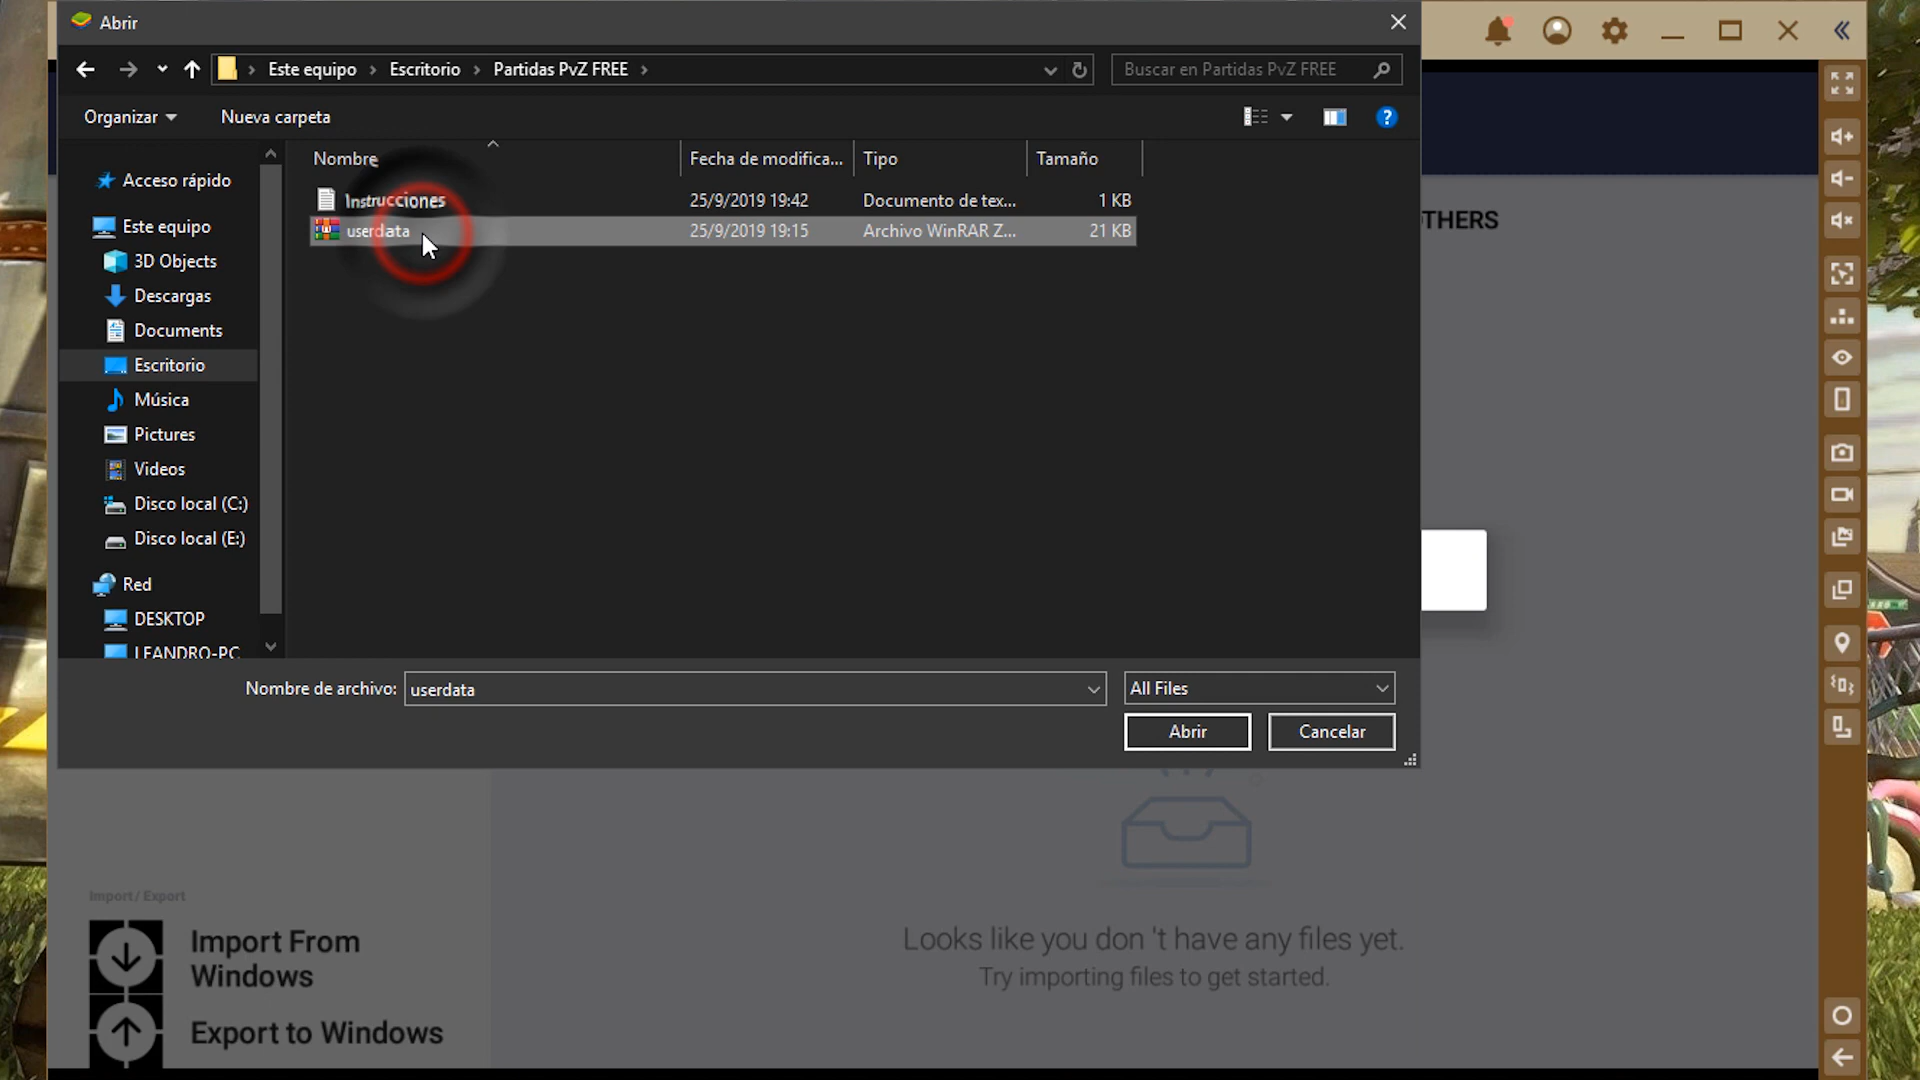 Abrir
Este equipo > Escritorio > Partidas PvZ FREE >
Buscar en Partidas PvZ FREE
Organizar
Nueva carpeta
Nombre
Fecha de modifica...
Tipo
Tamaño
Acceso rápido
Este equipo
3D Objects
Descargas
Documents
Escritorio
Música
Pictures
Videos
Disco local (C:)
Disco local (E:)
Red
DESKTOP
LEANDRO-PC
Instrucciones 25/9/2019 19:42 Documento de tex... 1 KB
userdata 25/9/2019 19:15 Archivo WinRAR Z... 21 KB
THERS
Nombre de archivo: userdata
All Files
Abrir
Cancelar
Import / Export
Import From
Windows
Export to Windows
Looks like you don 't have any files yet.
Try importing files to get started.